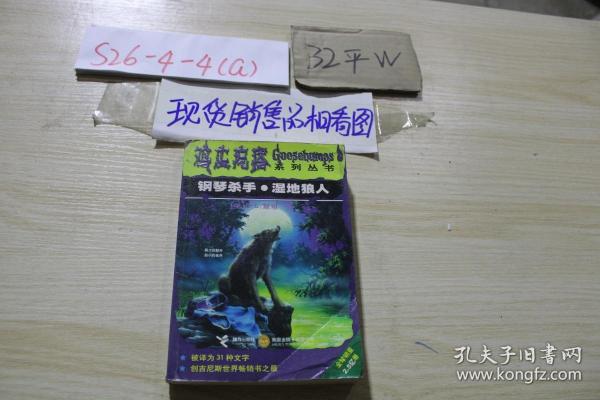 S26-4-4(a)
32平W
现货销售品相看图
鸡皮疙瘩 Goosebumps
系列丛书
钢琴杀手·湿地狼人
★ 被译为31种文字
★ 创吉尼斯世界畅销书之最
孔夫子旧书网
www.kongfz.com